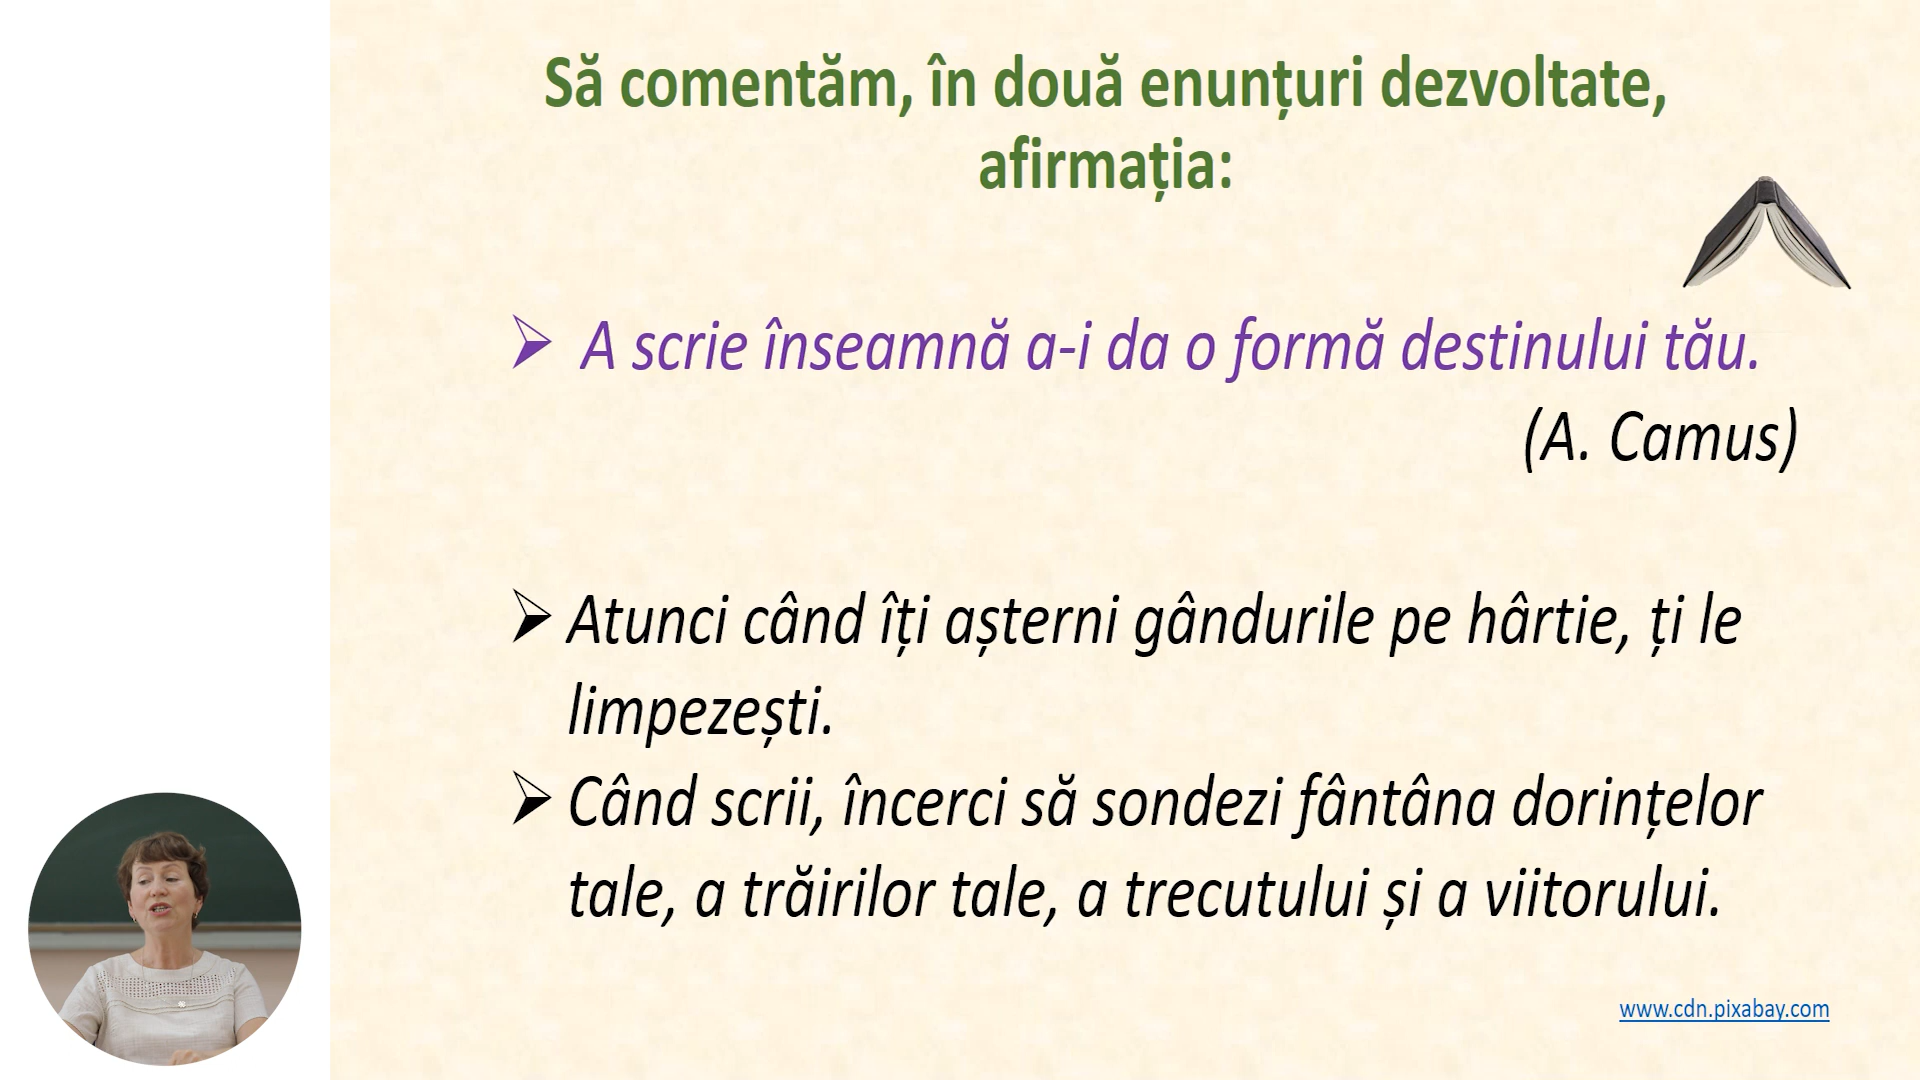 Să comentăm, în două enunțuri dezvoltate,
afirmația:
A scrie înseamnă a-i da o formă destinului tău.
(A. Camus)
Atunci când îți așterni gândurile pe hârtie, ți le
limpezești.
Când scrii, încerci să sondezi fântâna dorințelor
tale, a trăirilor tale, a trecutului și a viitorului.
www.cdn.pixabay.com